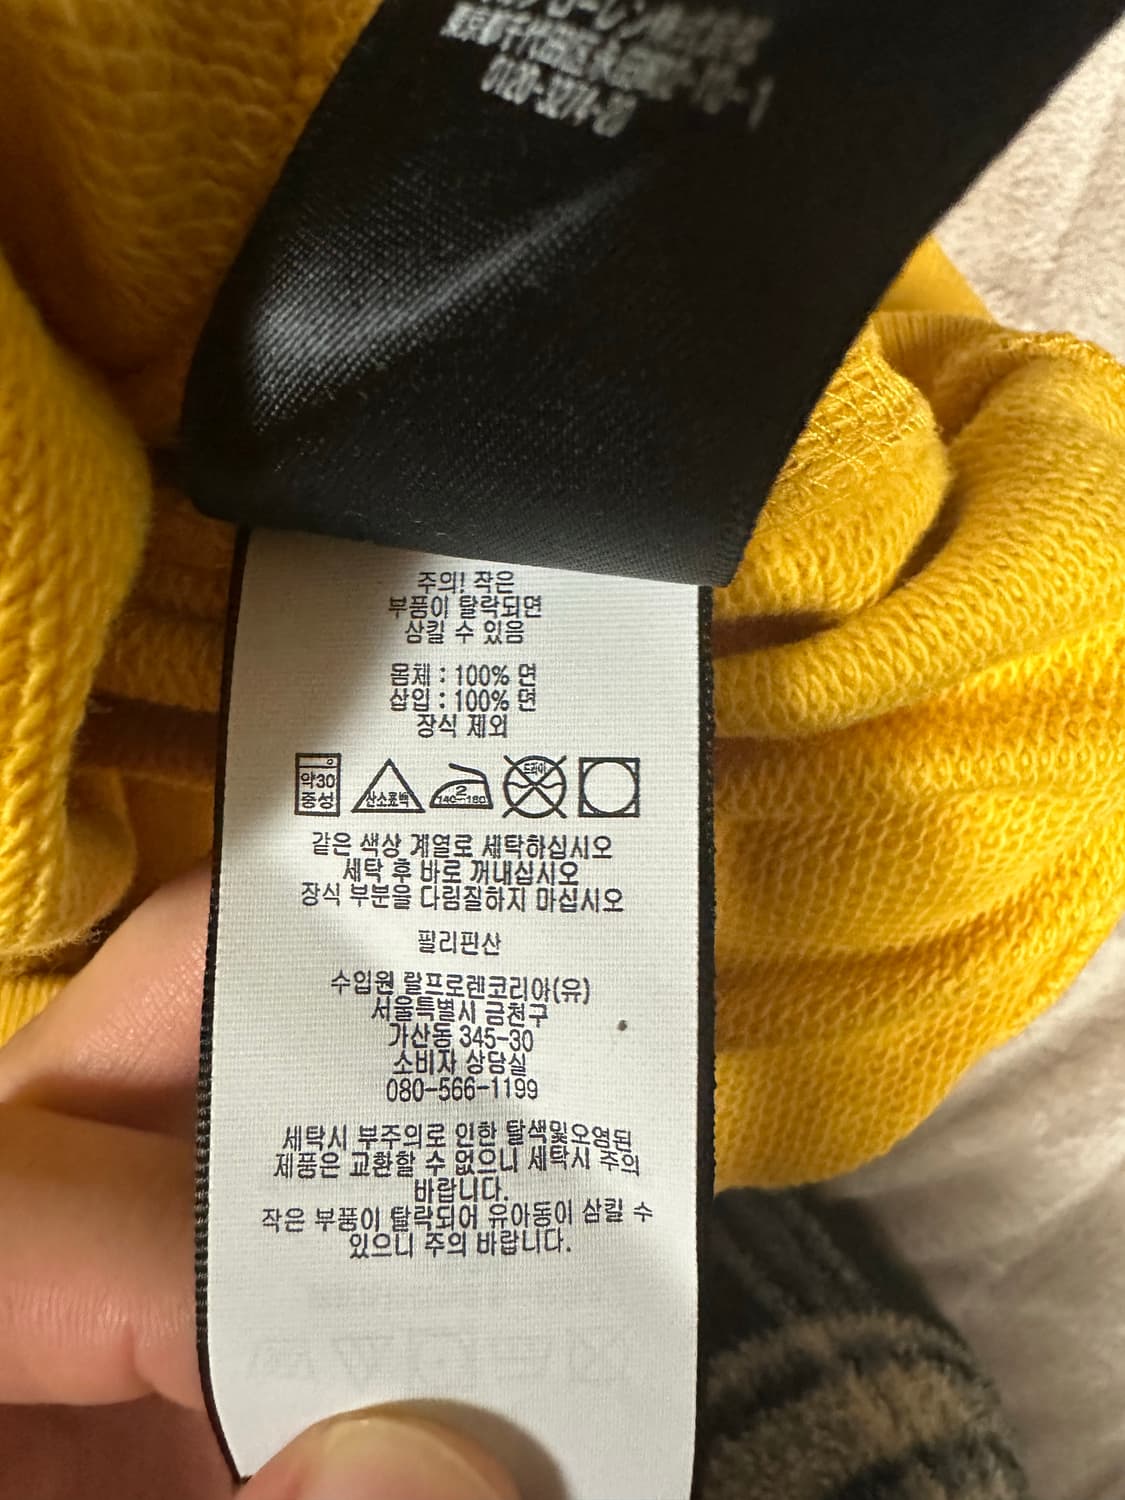 0120-3274-20
주의! 작은
부품이 탈락되면
삼킬 수 있음
몸체 : 100% 면
삽입 : 100% 면
장식 제외
약30
중성
산소표백
2
140~160
드라이
같은 색상 계열로 세탁하십시오
세탁 후 바로 꺼내십시오
장식 부분을 다림질하지 마십시오
필리핀산
수입원 랄프로렌코리아(유)
서울특별시 금천구
가산동 345-30
소비자 상담실
080-566-1199
세탁시 부주의로 인한 탈색및오염된
제품은 교환할 수 없으니 세탁시 주의
바랍니다.
작은 부품이 탈락되어 유아동이 삼킬 수
있으니 주의 바랍니다.